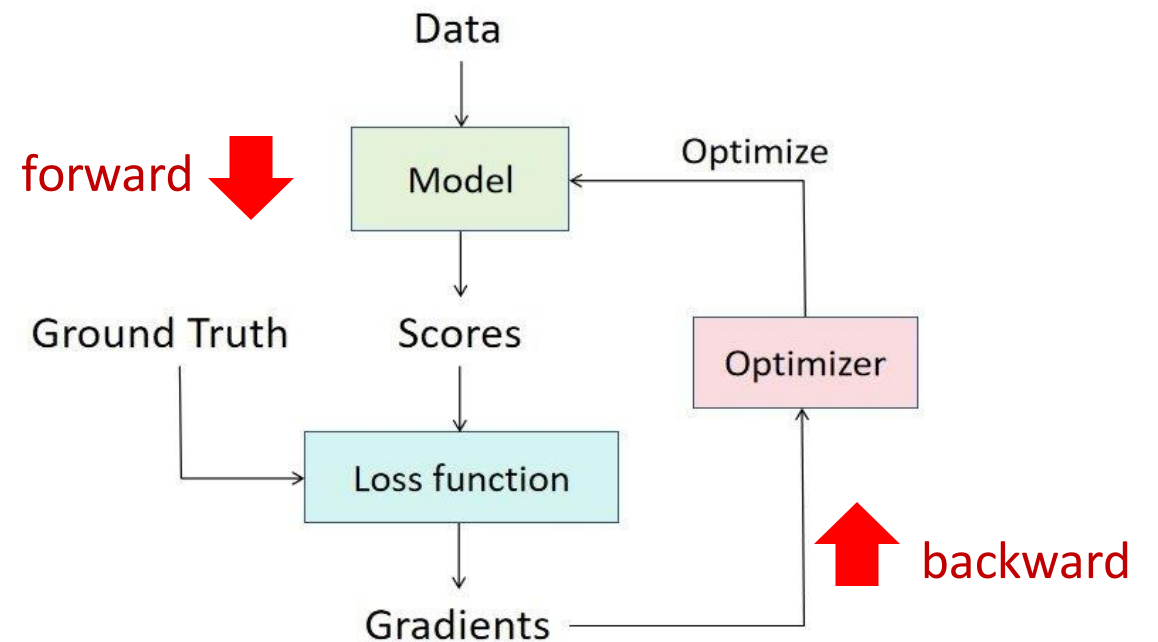 Data
forward
Model
Optimize
Ground Truth
Scores
Optimizer
Loss function
backward
Gradients